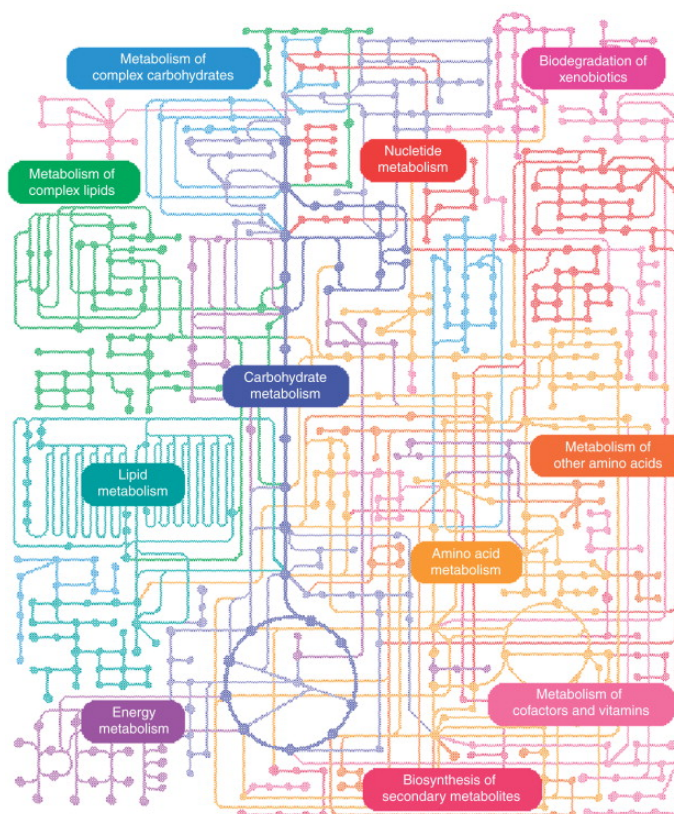 Metabolism of
complex carbohydrates
Biodegradation of
xenobiotics
Nucletide
metabolism
Metabolism of
complex lipids
Carbohydrate
metabolism
Metabolism of
other amino acids
Lipid
metabolism
Amino acid
metabolism
Metabolism of
cofactors and vitamins
Energy
metabolism
Biosynthesis of
secondary metabolites